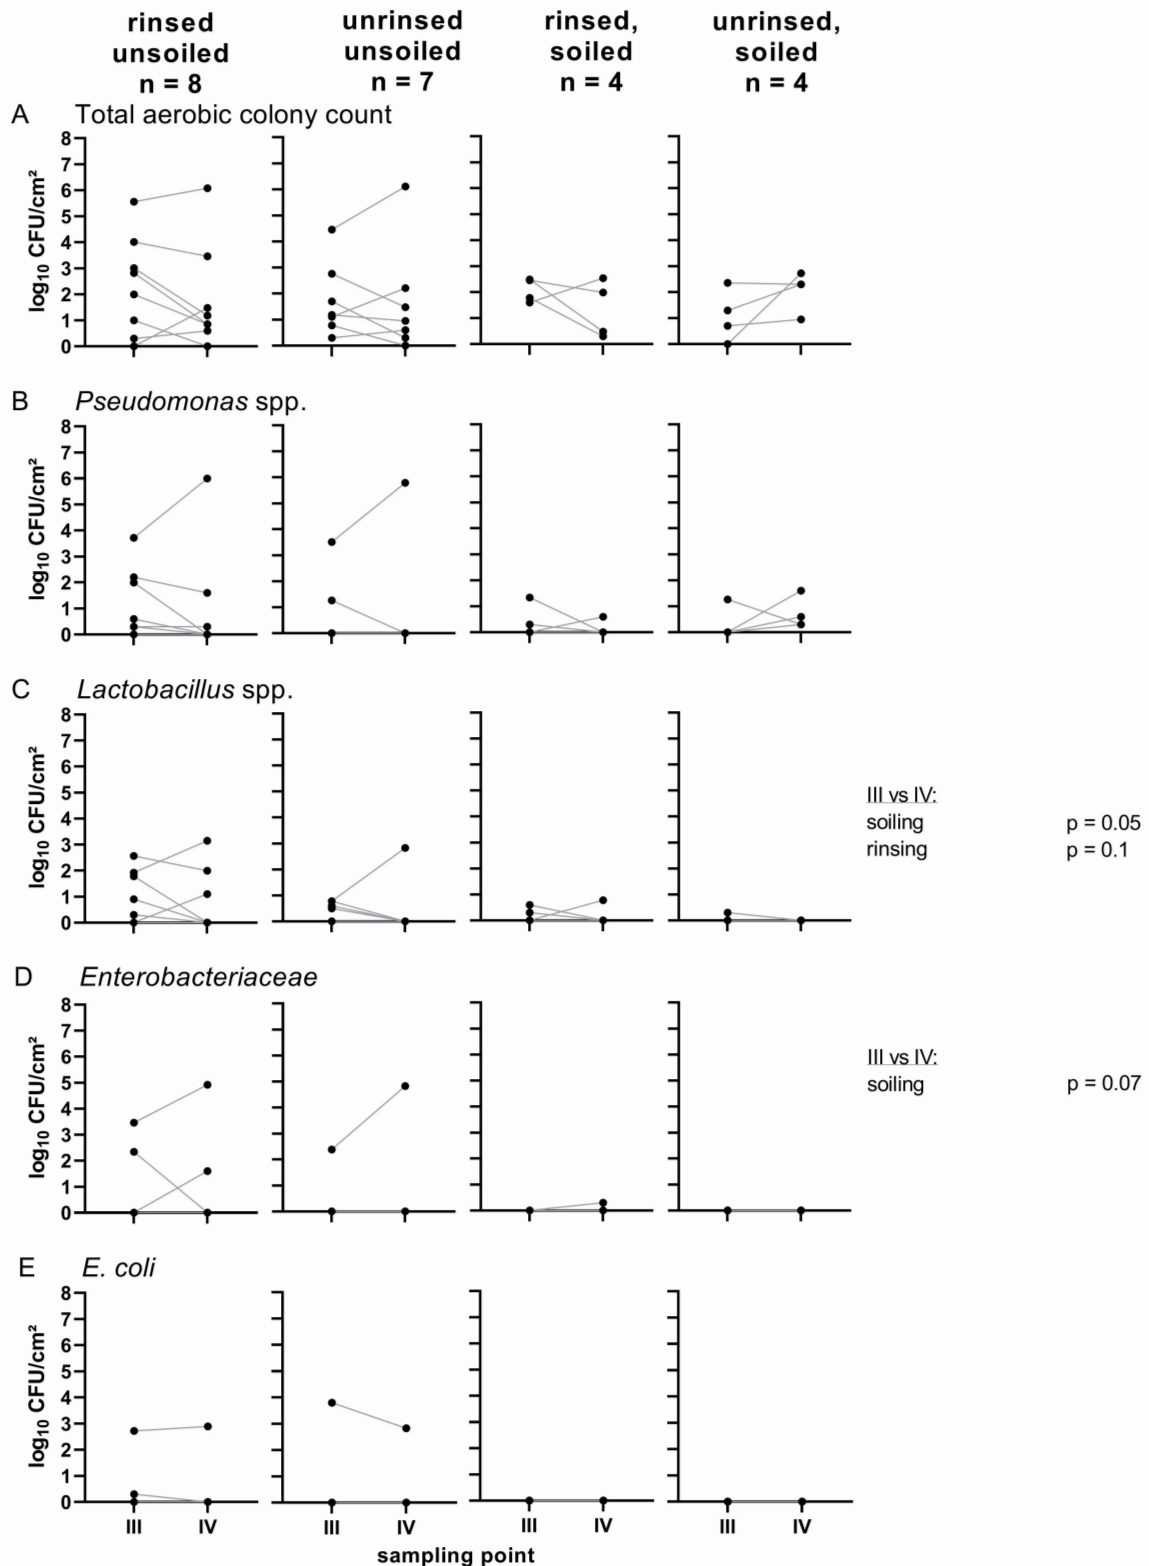 rinsed
unsoiled
n = 8
unrinsed
unsoiled
n = 7
rinsed,
soiled
n = 4
unrinsed,
soiled
n = 4
A Total aerobic colony count
log₁₀ CFU/cm²
8
7
6
5
4
3
2
1
0
B Pseudomonas spp.
log₁₀ CFU/cm²
8
7
6
5
4
3
2
1
0
C Lactobacillus spp.
log₁₀ CFU/cm²
8
7
6
5
4
3
2
1
0
III vs IV:
soiling p = 0.05
rinsing p = 0.1
D Enterobacteriaceae
log₁₀ CFU/cm²
8
7
6
5
4
3
2
1
0
III vs IV:
soiling p = 0.07
E E. coli
log₁₀ CFU/cm²
8
7
6
5
4
3
2
1
0
III IV III IV III IV III IV
sampling point